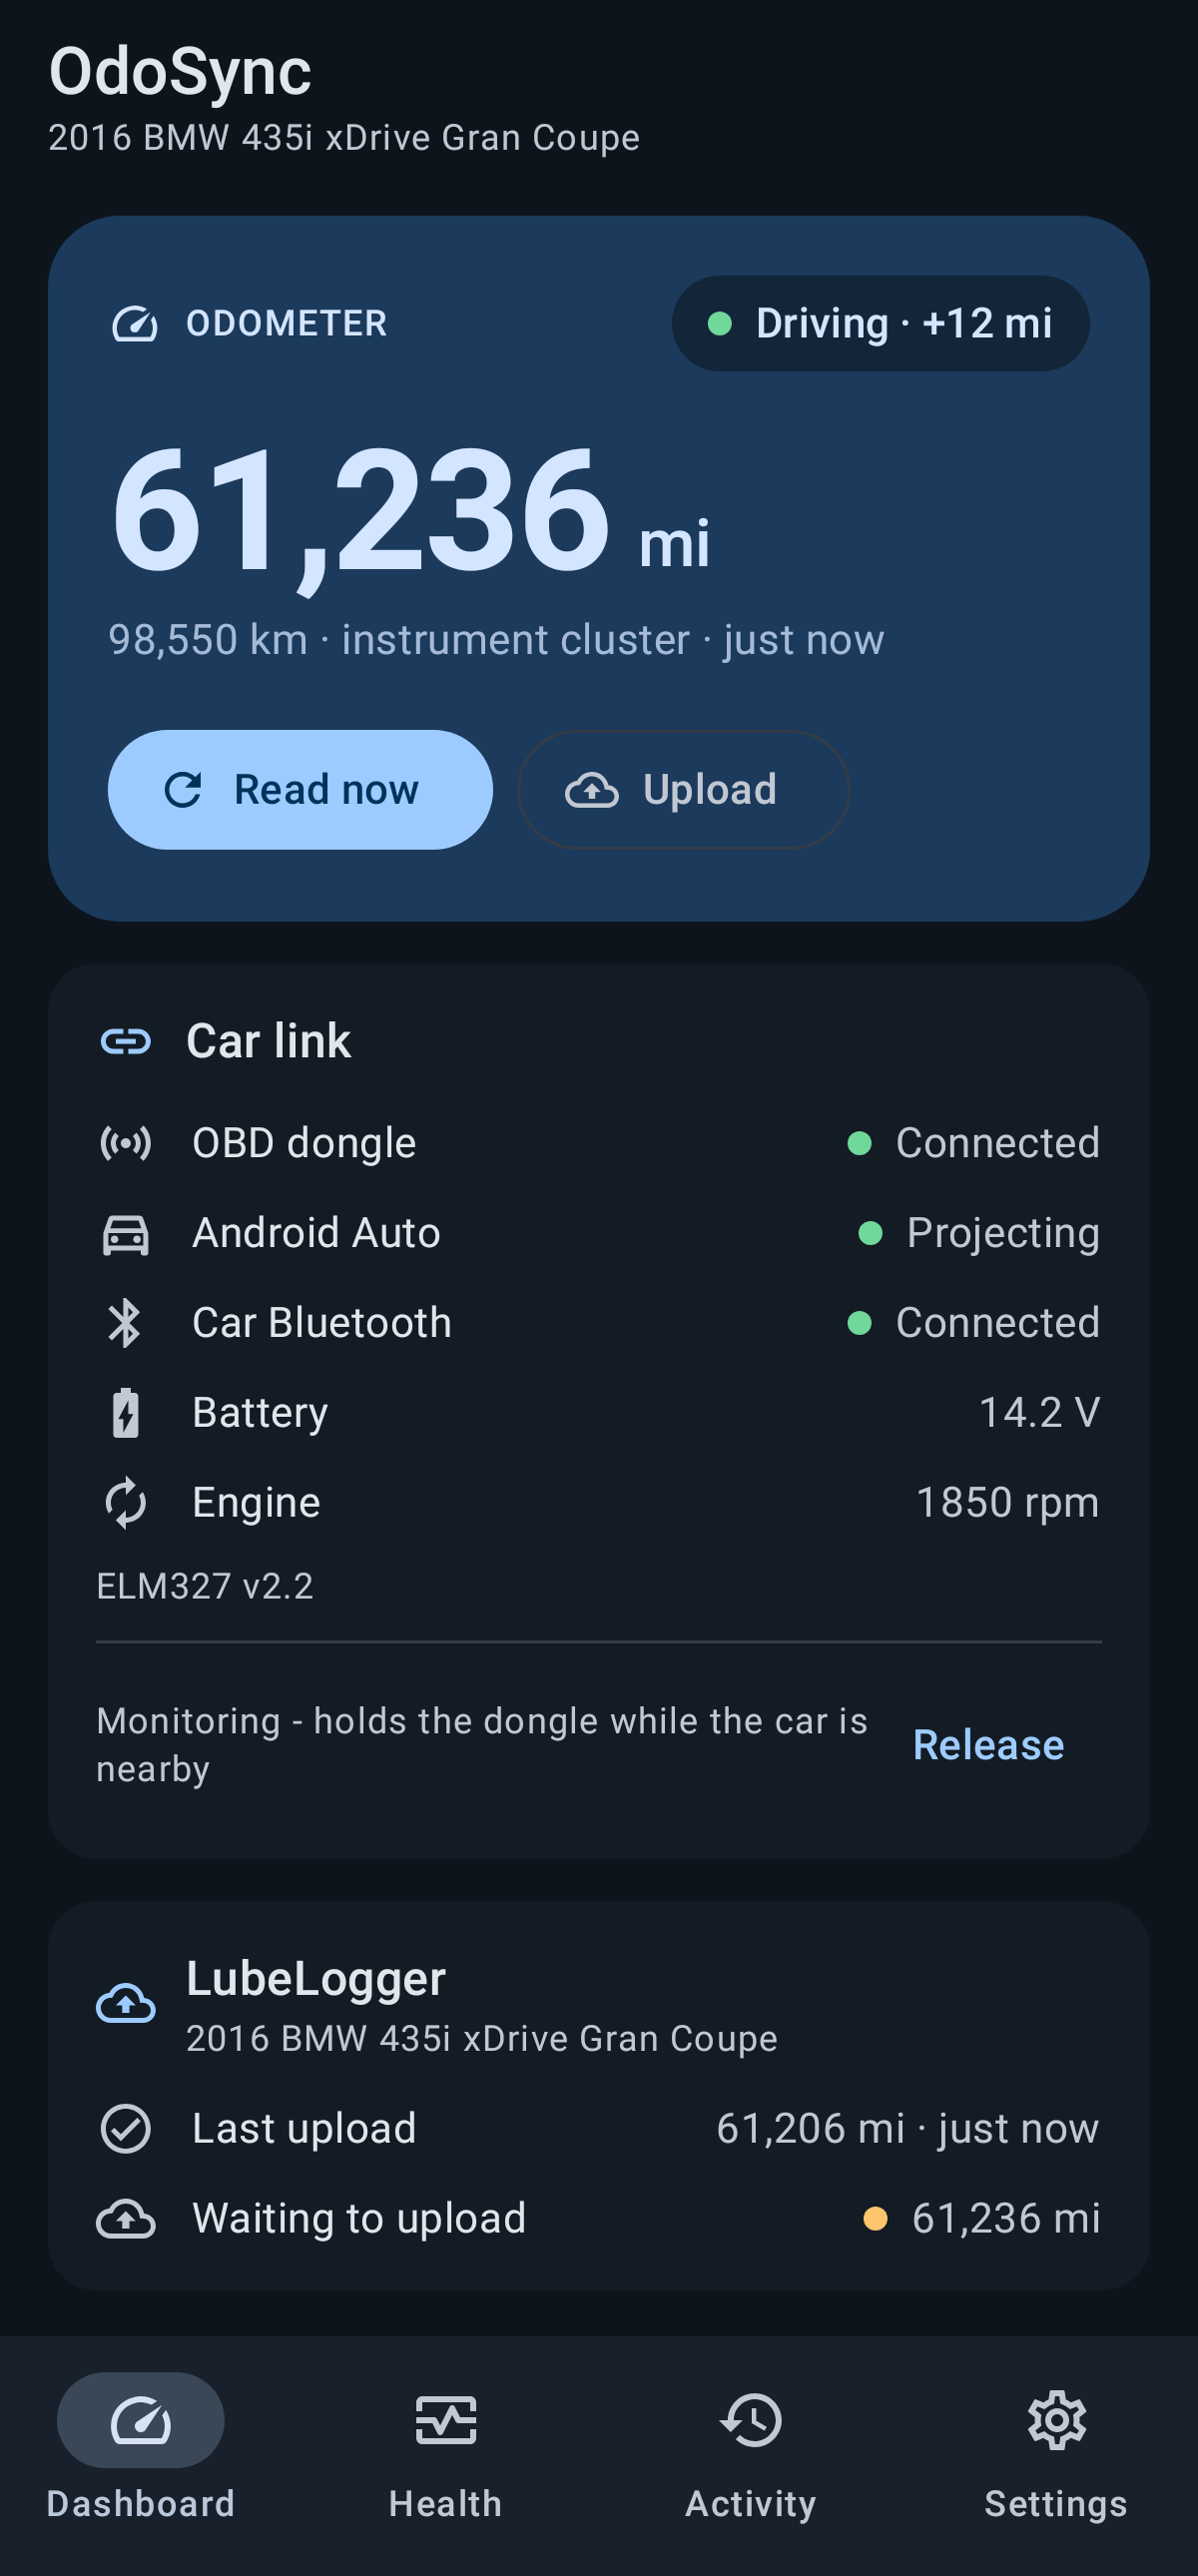 OdoSync
2016 BMW 435i xDrive Gran Coupe
ODOMETER
Driving · +12 mi
61,236 mi
98,550 km · instrument cluster · just now
Read now
Upload
Car link
OBD dongle
Connected
Android Auto
Projecting
Car Bluetooth
Connected
Battery
14.2 V
Engine
1850 rpm
ELM327 v2.2
Monitoring - holds the dongle while the car is
nearby
Release
LubeLogger
2016 BMW 435i xDrive Gran Coupe
Last upload
61,206 mi · just now
Waiting to upload
61,236 mi
Dashboard
Health
Activity
Settings